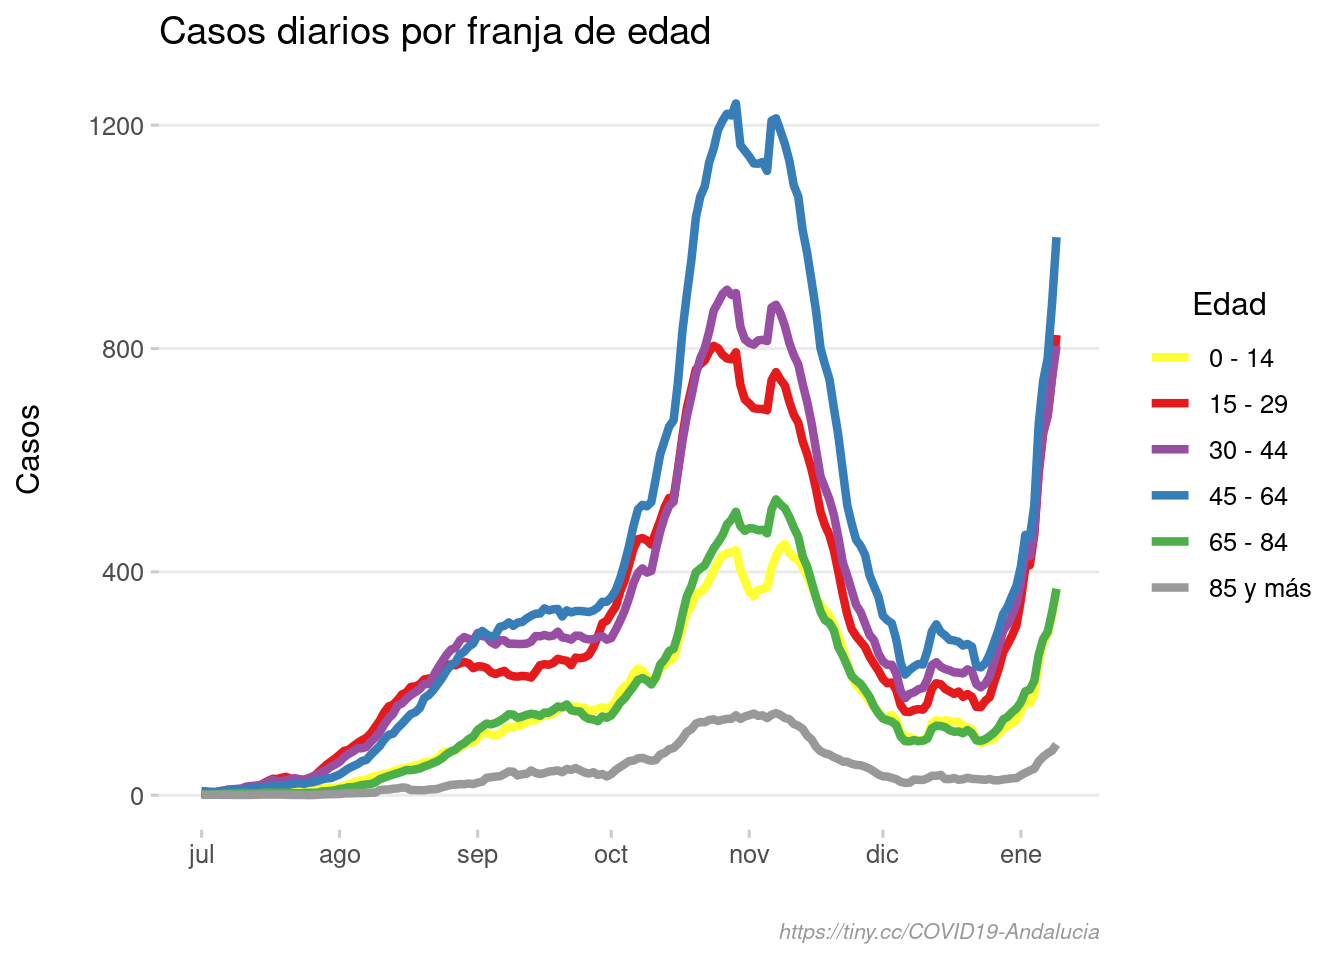 Casos diarios por franja de edad
1200
800
400
0
Casos
jul ago sep oct nov dic ene
Edad
0 - 14
15 - 29
30 - 44
45 - 64
65 - 84
85 y más
https://tiny.cc/COVID19-Andalucia